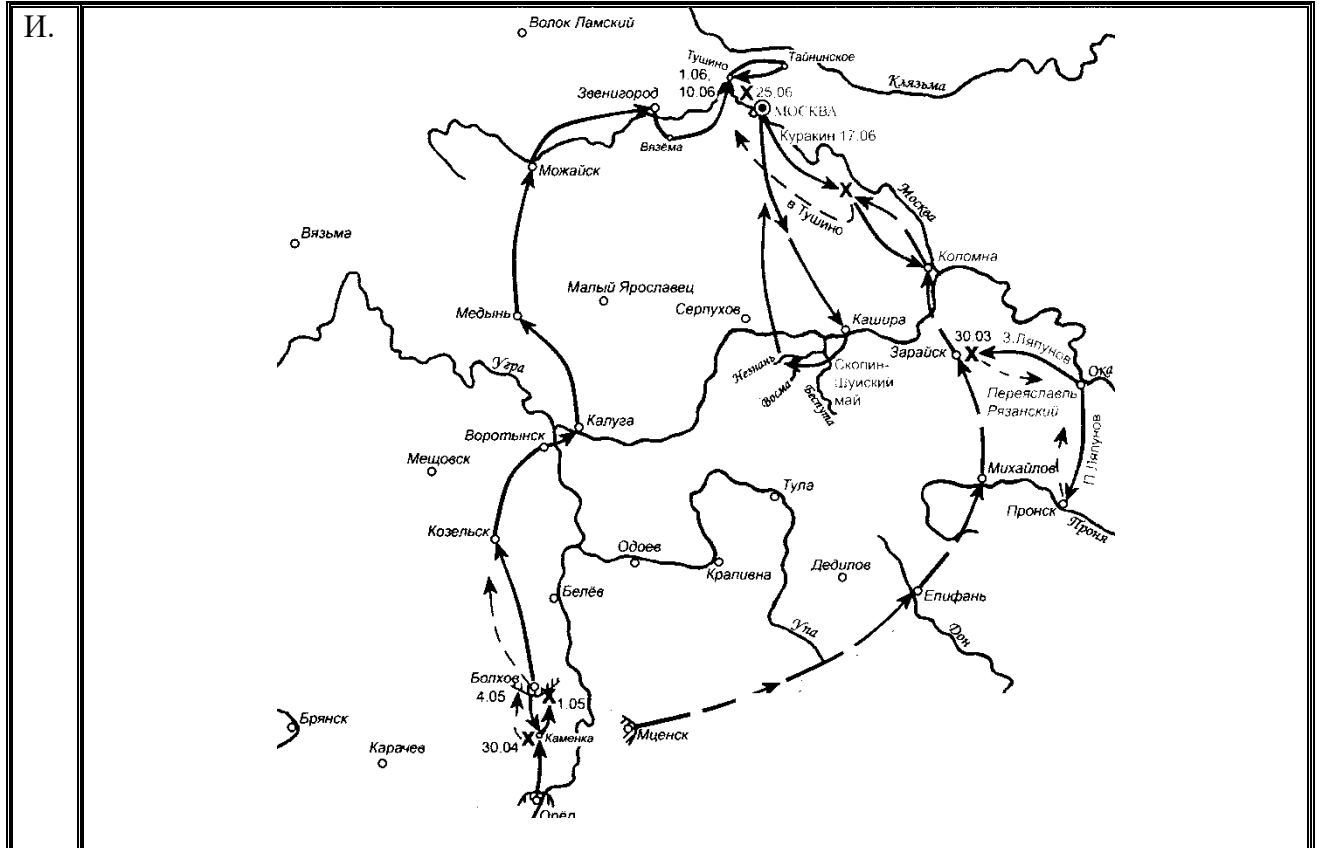 И.
Волок Ламский
Тушино
1.06,
10.06
Тайнинское
Клязьма
Звенигород
25.06
МОСКВА
Куракин 17.06
Вязёма
Можайск
Москва
в Тушино
Вязьма
Коломна
Малый Ярославец
Медынь
Серпухов
Кашира
30.03
З.Ляпунов
Зарайск
Угра
Незнань
Скопин-
Шуйский
май
Восма
Беспута
Ока
Переяславль
Рязанский
Калуга
Воротынск
П.Ляпунов
Мещовск
Михайлов
Тула
Пронск
Проня
Козельск
Одоев
Крапивна
Дедилов
Белёв
Епифань
Упа
Дон
Болхов
4.05
1.05
Брянск
Мценск
30.04
Каменка
Карачев
Орёл